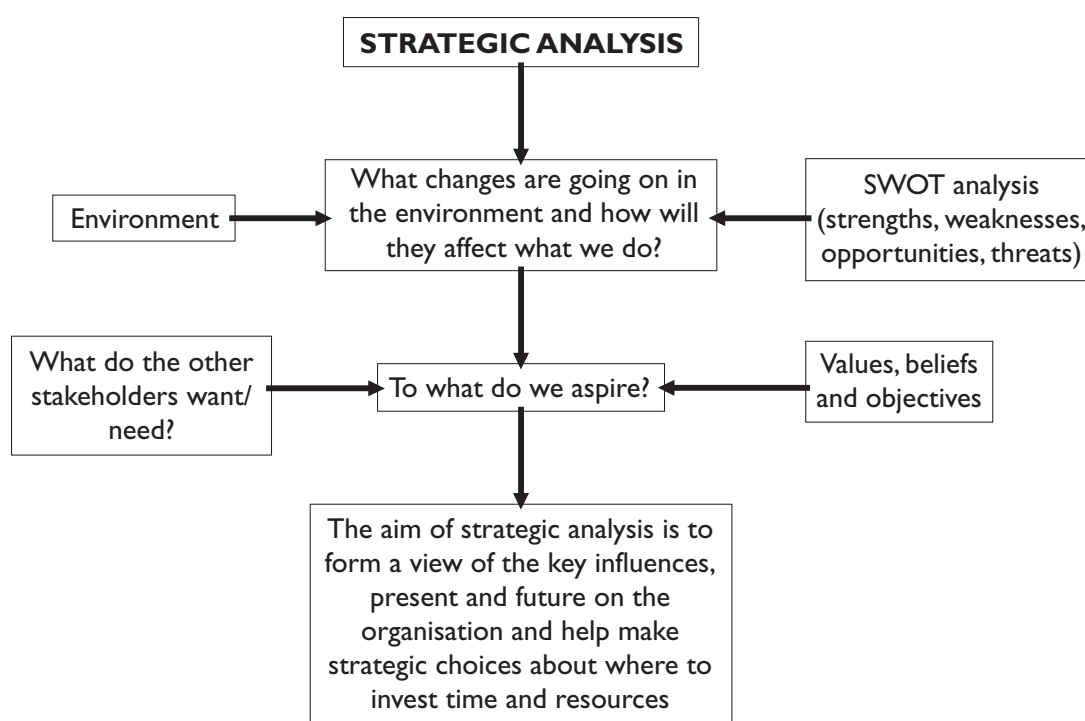 STRATEGIC ANALYSIS
What changes are going on in
the environment and how will
they affect what we do?
Environment
SWOT analysis
(strengths, weaknesses,
opportunities, threats)
What do the other
stakeholders want/
need?
To what do we aspire?
Values, beliefs
and objectives
The aim of strategic analysis is to
form a view of the key influences,
present and future on the
organisation and help make
strategic choices about where to
invest time and resources